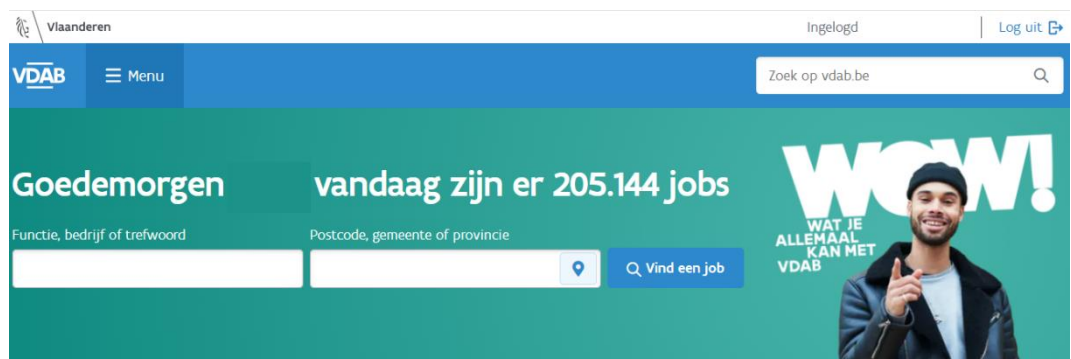 Vlaanderen
Ingelogd
Log uit
VDAB
Menu
Zoek op vdab.be
Goedemorgen vandaag zijn er 205.144 jobs
Functie, bedrijf of trefwoord
Postcode, gemeente of provincie
Vind een job
WOW!
WAT JE
ALLEMAAL
KAN MET
VDAB